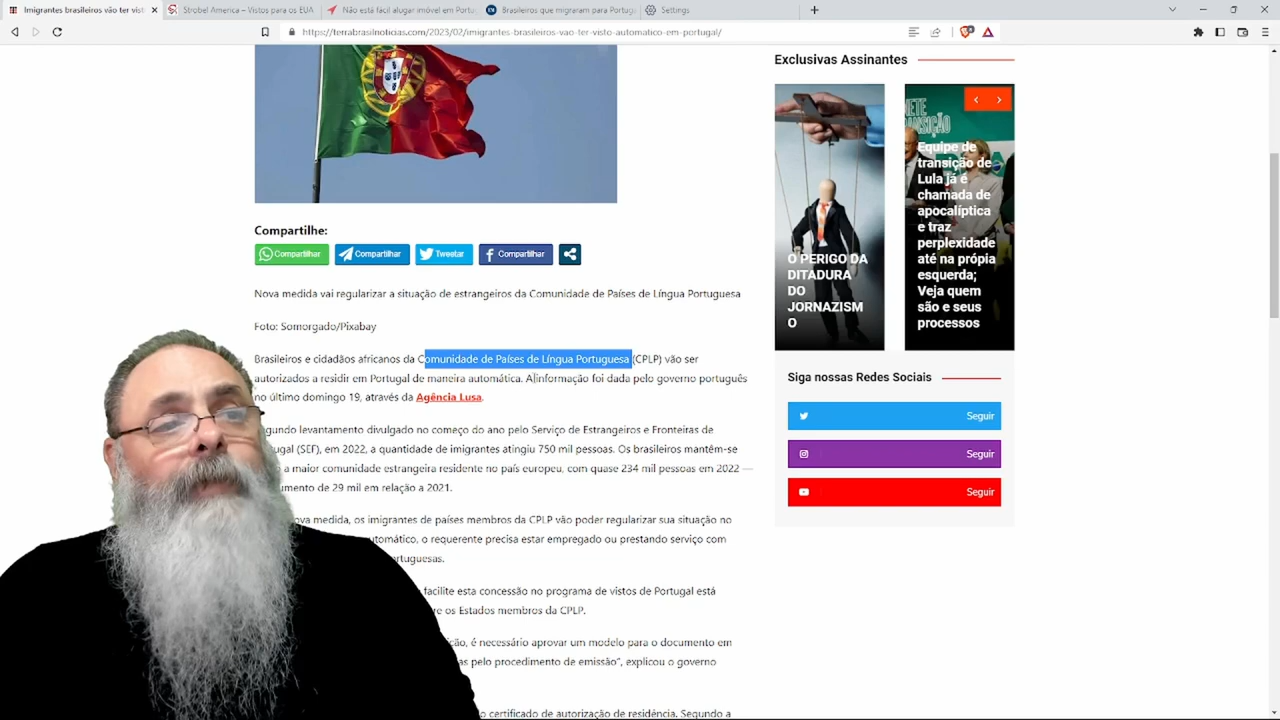 Imigrantes brasileiros vão ter vist
Strobel America – Vistos para os EUA
Não está fácil alugar imóvel em Portu
Brasileiros que migraram para Portug
Settings
https://terrabrasilnoticias.com/2023/02/imigrantes-brasileiros-vao-ter-visto-automatico-em-portugal/
Compartilhe:
Compartilhar
Compartilhar
Tweetar
Compartilhar
Nova medida vai regularizar a situação de estrangeiros da Comunidade de Países de Língua Portuguesa
Foto: Somorgado/Pixabay
Brasileiros e cidadãos africanos da Comunidade de Países de Língua Portuguesa (CPLP) vão ser
autorizados a residir em Portugal de maneira automática. A informação foi dada pelo governo português
no último domingo 19, através da Agência Lusa.
gundo levantamento divulgado no começo do ano pelo Serviço de Estrangeiros e Fronteiras de
gal (SEF), em 2022, a quantidade de imigrantes atingiu 750 mil pessoas. Os brasileiros mantêm-se
a maior comunidade estrangeira residente no país europeu, com quase 234 mil pessoas em 2022 —
umento de 29 mil em relação a 2021.
ova medida, os imigrantes de países membros da CPLP vão poder regularizar sua situação no
automático, o requerente precisa estar empregado ou prestando serviço com
rtuguesas.
facilite esta concessão no programa de vistos de Portugal está
re os Estados membros da CPLP.
ição, é necessário aprovar um modelo para o documento em
as pelo procedimento de emissão", explicou o governo
o certificado de autorização de residência. Segundo a
Exclusivas Assinantes
O PERIGO DA
DITADURA
DO
JORNAZISM
O
NETE
TRANSIÇÃO
Equipe de
transição de
Lula já é
chamada de
apocalíptica
e traz
perplexidade
até na própia
esquerda;
Veja quem
são e seus
processos
Siga nossas Redes Sociais
Seguir
Seguir
Seguir